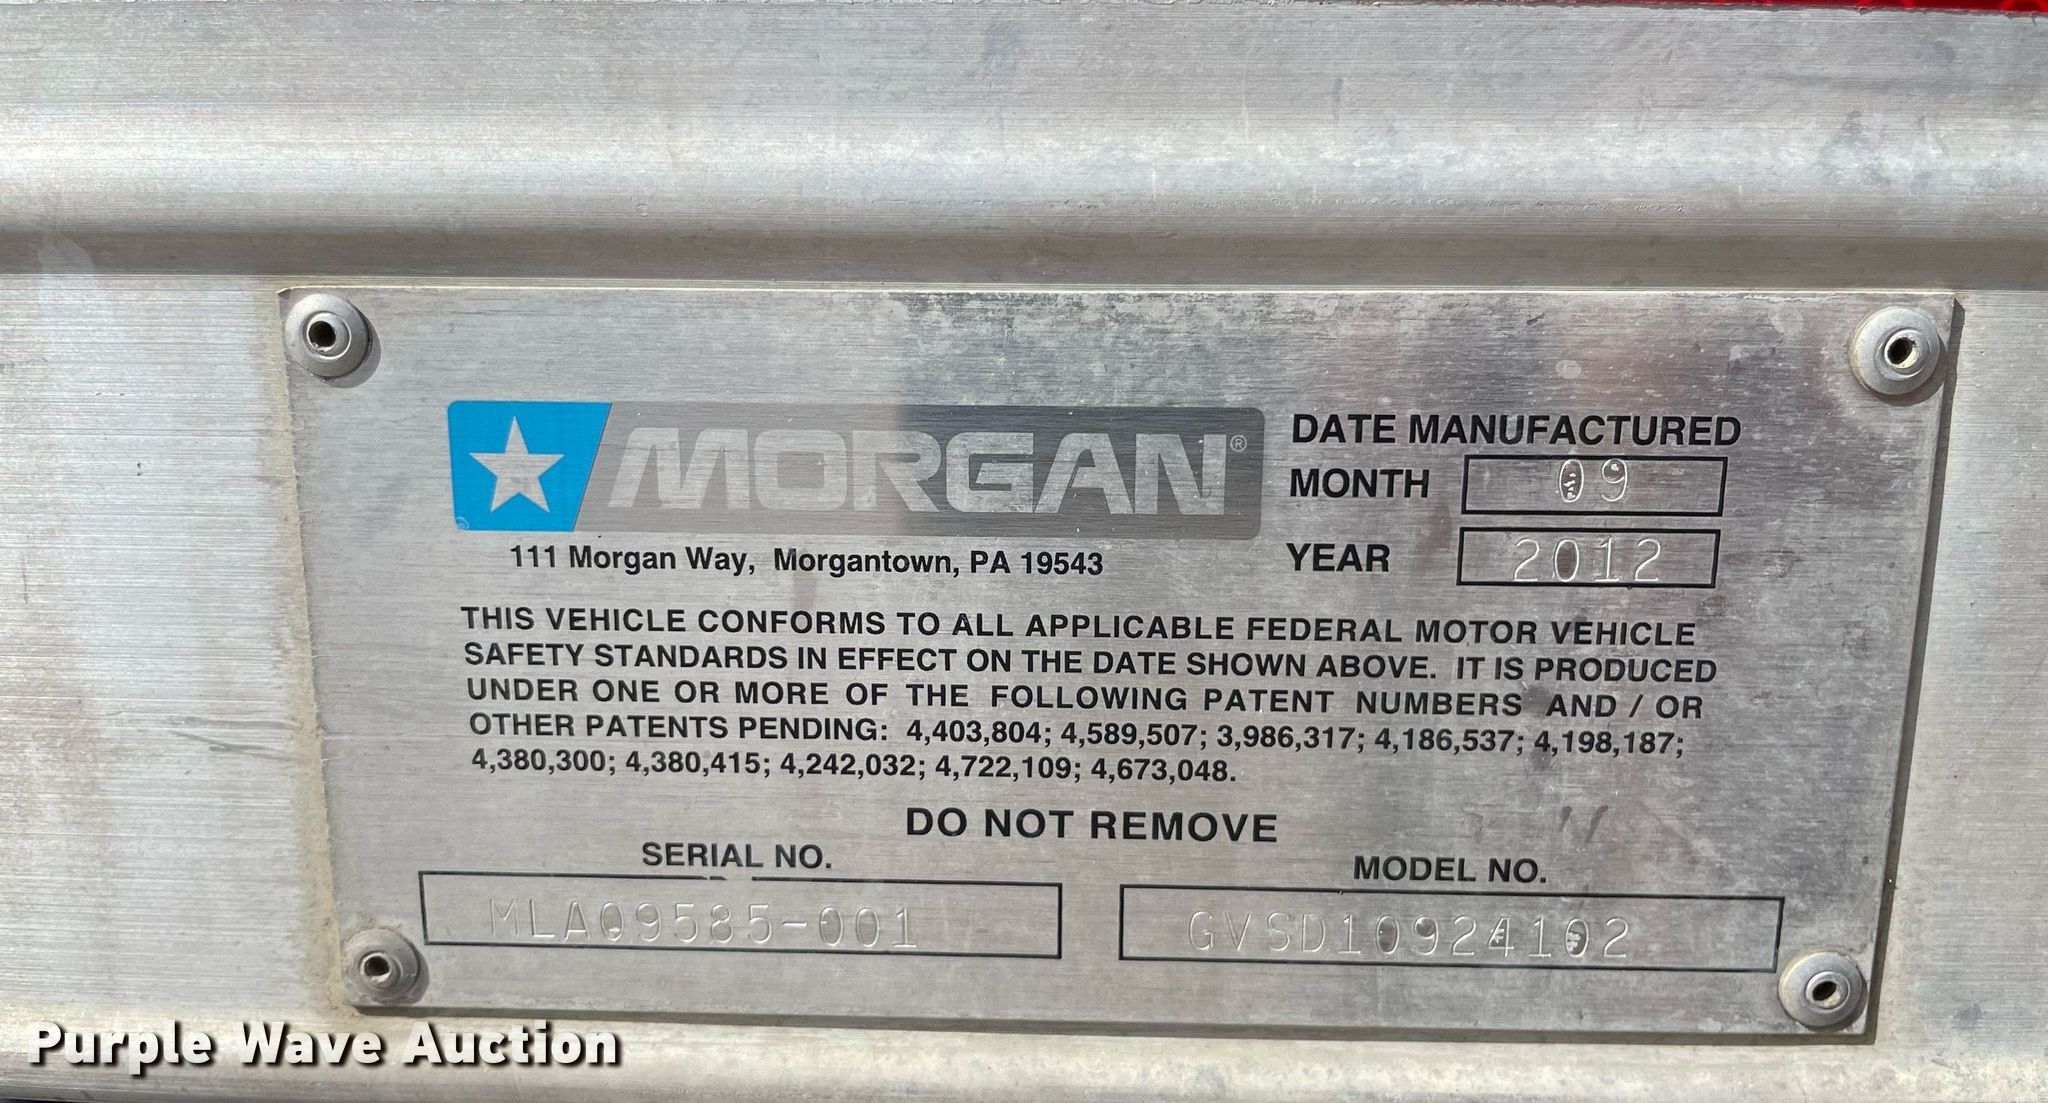 MORGAN®
DATE MANUFACTURED
MONTH 09
YEAR 2012
111 Morgan Way, Morgantown, PA 19543
THIS VEHICLE CONFORMS TO ALL APPLICABLE FEDERAL MOTOR VEHICLE
SAFETY STANDARDS IN EFFECT ON THE DATE SHOWN ABOVE. IT IS PRODUCED
UNDER ONE OR MORE OF THE FOLLOWING PATENT NUMBERS AND / OR
OTHER PATENTS PENDING: 4,403,804; 4,589,507; 3,986,317; 4,186,537; 4,198,187;
4,380,300; 4,380,415; 4,242,032; 4,722,109; 4,673,048.
DO NOT REMOVE
SERIAL NO.
MLA09585-001
MODEL NO.
GVSD10924102
Purple Wave Auction